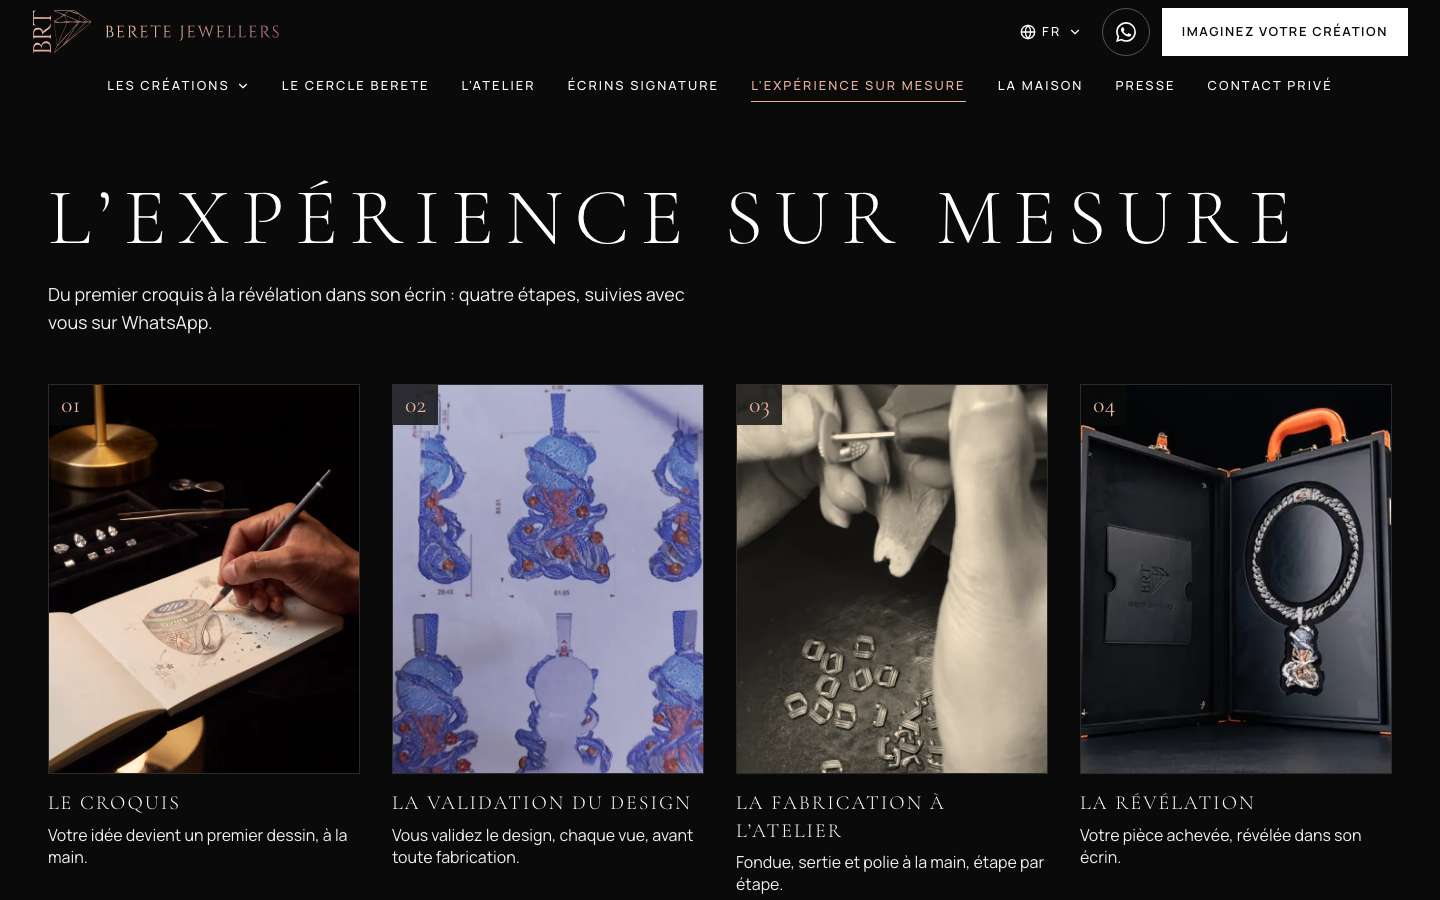 BRT
BERETE JEWELLERS
FR
IMAGINEZ VOTRE CRÉATION
LES CRÉATIONS
LE CERCLE BERETE
L'ATELIER
ÉCRINS SIGNATURE
L'EXPÉRIENCE SUR MESURE
LA MAISON
PRESSE
CONTACT PRIVÉ
L’EXPÉRIENCE SUR MESURE
Du premier croquis à la révélation dans son écrin : quatre étapes, suivies avec
vous sur WhatsApp.
01
02
03
04
61.65
BRT
LE CROQUIS
Votre idée devient un premier dessin, à la
main.
LA VALIDATION DU DESIGN
Vous validez le design, chaque vue, avant
toute fabrication.
LA FABRICATION À
L’ATELIER
Fondue, sertie et polie à la main, étape par
étape.
LA RÉVÉLATION
Votre pièce achevée, révélée dans son
écrin.